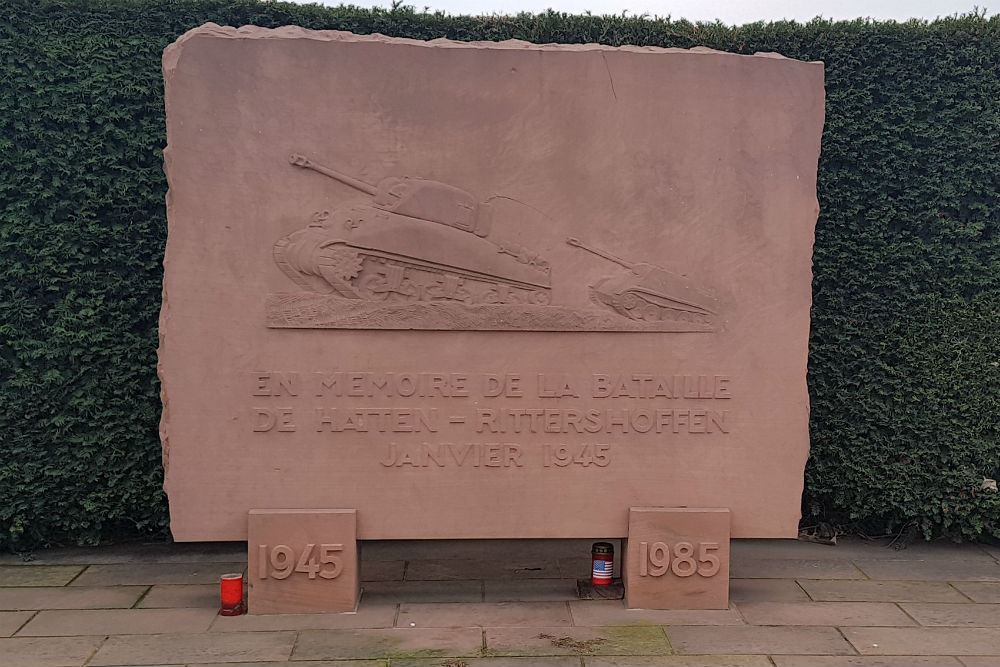 EN MEMOIRE DE LA BATAILLE
DE HATTEN - RITTERSHOFFEN
JANVIER 1945
1945
1985